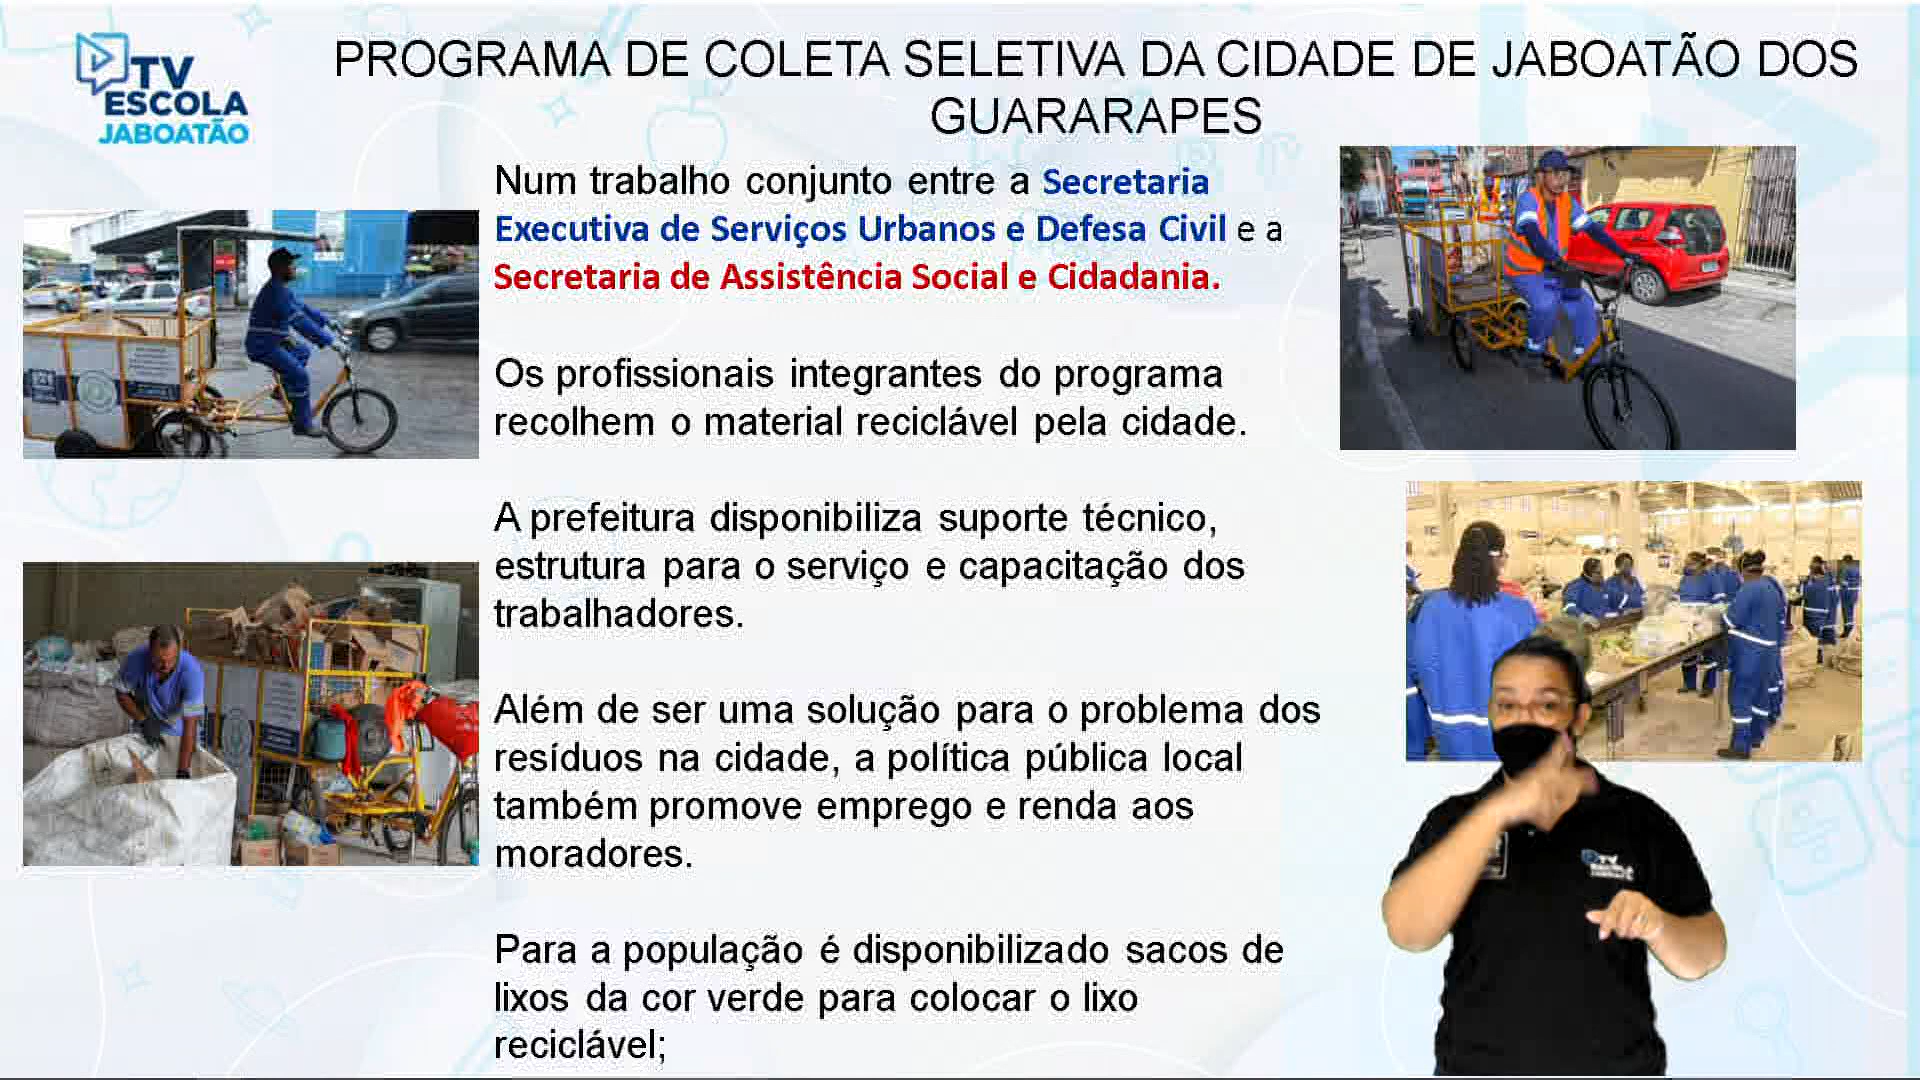 TV
ESCOLA
JABOATÃO
PROGRAMA DE COLETA SELETIVA DA CIDADE DE JABOATÃO DOS
GUARARAPES
Num trabalho conjunto entre a Secretaria
Executiva de Serviços Urbanos e Defesa Civil e a
Secretaria de Assistência Social e Cidadania.
Os profissionais integrantes do programa
recolhem o material reciclável pela cidade.
A prefeitura disponibiliza suporte técnico,
estrutura para o serviço e capacitação dos
trabalhadores.
Além de ser uma solução para o problema dos
resíduos na cidade, a política pública local
também promove emprego e renda aos
moradores.
Para a população é disponibilizado sacos de
lixos da cor verde para colocar o lixo
reciclável;
TV